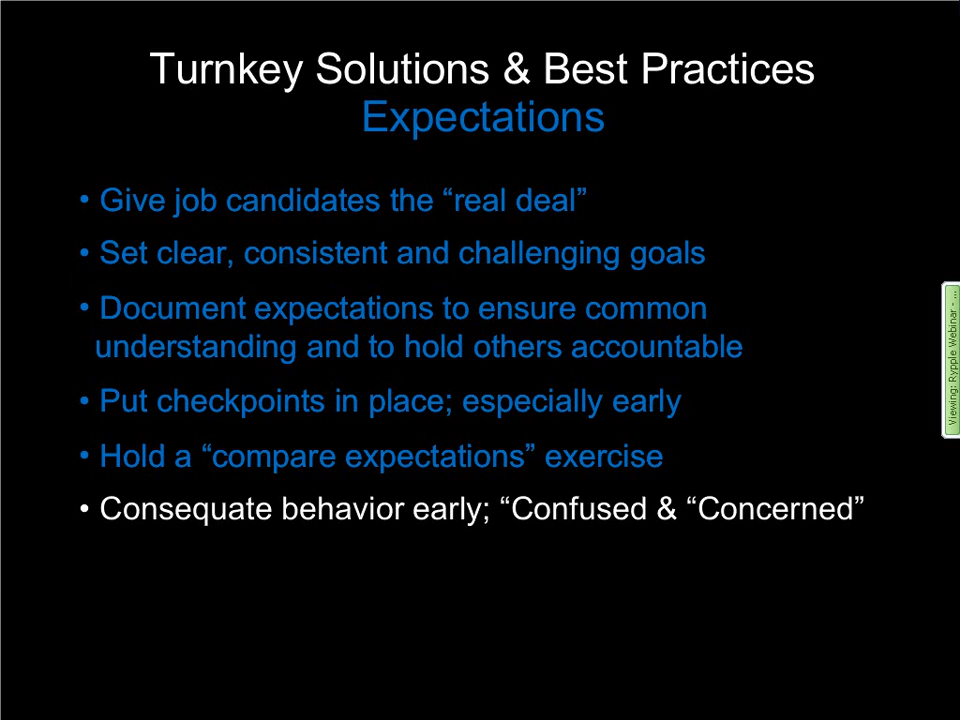 Turnkey Solutions & Best Practices
Expectations
• Give job candidates the “real deal”
• Set clear, consistent and challenging goals
• Document expectations to ensure common
understanding and to hold others accountable
• Put checkpoints in place; especially early
• Hold a “compare expectations” exercise
• Consequate behavior early; “Confused & “Concerned”
Viewing: Rypple Webinar - ...